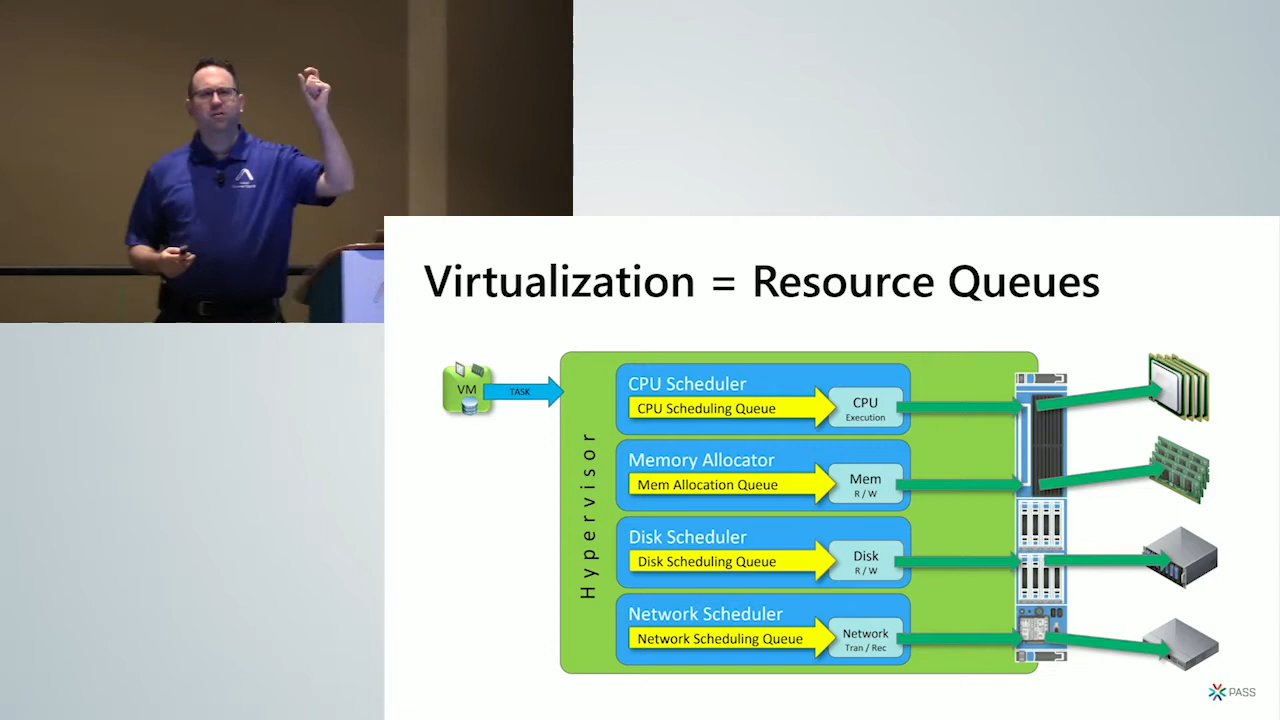 Virtualization = Resource Queues
VM
TASK
Hypervisor
CPU Scheduler
CPU Scheduling Queue
CPU
Execution
Memory Allocator
Mem Allocation Queue
Mem
R / W
Disk Scheduler
Disk Scheduling Queue
Disk
R / W
Network Scheduler
Network Scheduling Queue
Network
Tran / Rec
PASS